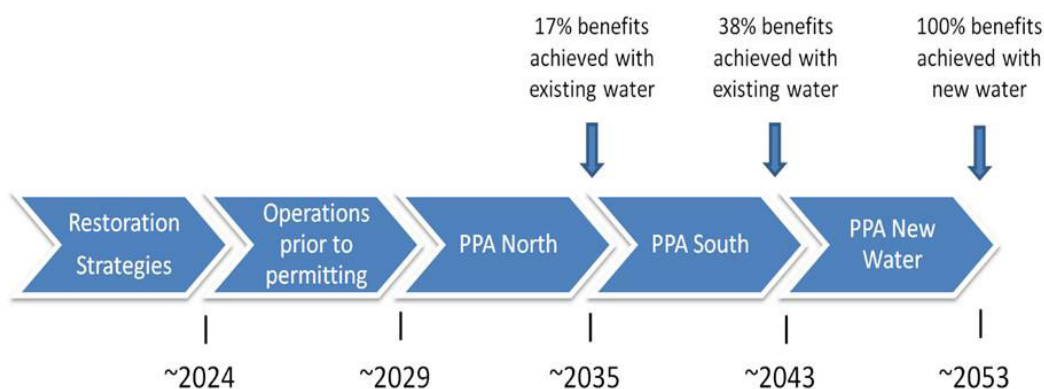 17% benefits
achieved with
existing water
38% benefits
achieved with
existing water
100% benefits
achieved with
new water
Restoration
Strategies
Operations
prior to
permitting
PPA North
PPA South
PPA New
Water
~2024
~2029
~2035
~2043
~2053